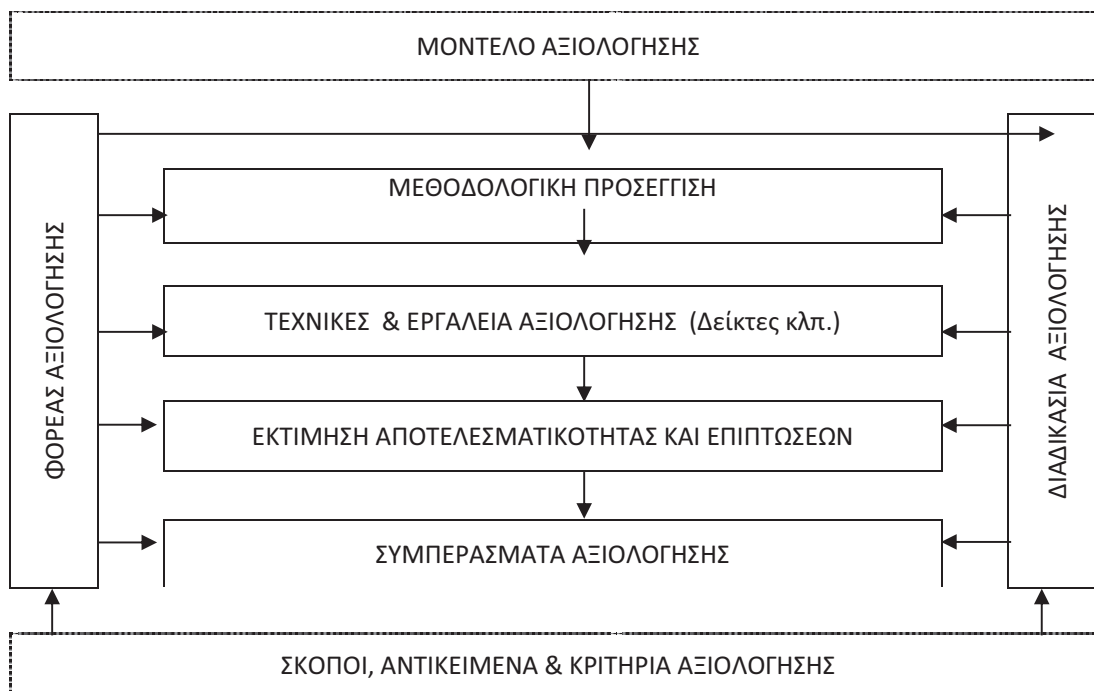 ΜΟΝΤΕΛΟ ΑΞΙΟΛΟΓΗΣΗΣ
ΦΟΡΕΑΣ ΑΞΙΟΛΟΓΗΣΗΣ
ΜΕΘΟΔΟΛΟΓΙΚΗ ΠΡΟΣΕΓΓΙΣΗ
ΤΕΧΝΙΚΕΣ & ΕΡΓΑΛΕΙΑ ΑΞΙΟΛΟΓΗΣΗΣ (Δείκτες κλπ.)
ΕΚΤΙΜΗΣΗ ΑΠΟΤΕΛΕΣΜΑΤΙΚΟΤΗΤΑΣ ΚΑΙ ΕΠΙΠΤΩΣΕΩΝ
ΣΥΜΠΕΡΑΣΜΑΤΑ ΑΞΙΟΛΟΓΗΣΗΣ
ΔΙΑΔΙΚΑΣΙΑ ΑΞΙΟΛΟΓΗΣΗΣ
ΣΚΟΠΟΙ, ΑΝΤΙΚΕΙΜΕΝΑ & ΚΡΙΤΗΡΙΑ ΑΞΙΟΛΟΓΗΣΗΣ